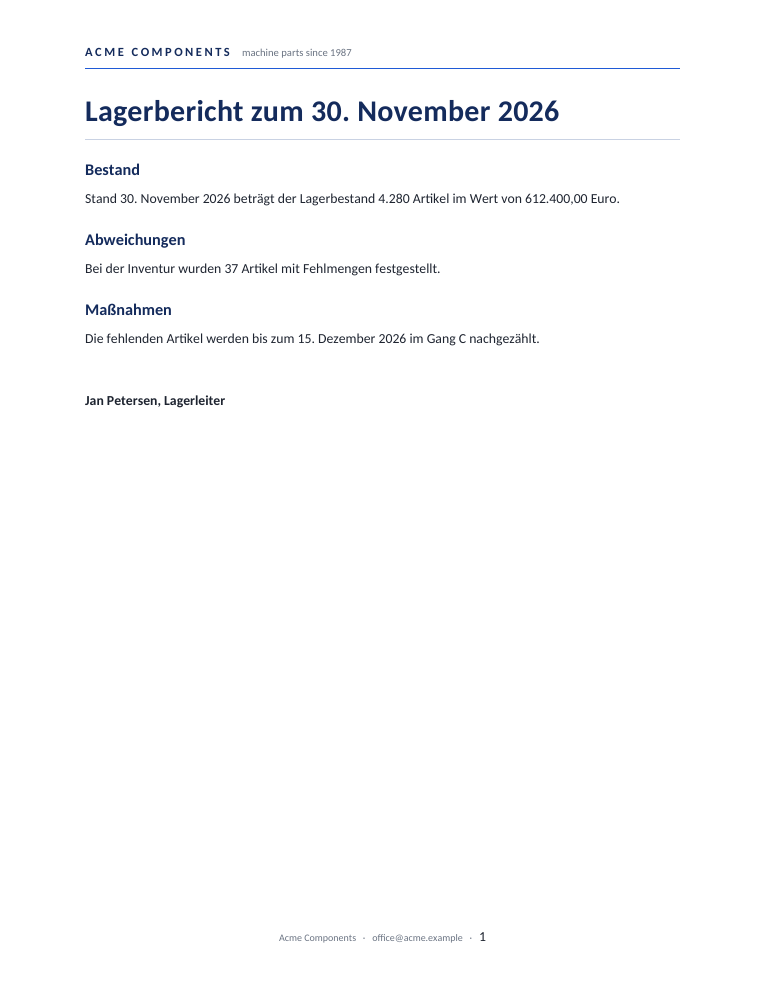 ACME COMPONENTS machine parts since 1987
Lagerbericht zum 30. November 2026
Bestand
Stand 30. November 2026 beträgt der Lagerbestand 4.280 Artikel im Wert von 612.400,00 Euro.
Abweichungen
Bei der Inventur wurden 37 Artikel mit Fehlmengen festgestellt.
Maßnahmen
Die fehlenden Artikel werden bis zum 15. Dezember 2026 im Gang C nachgezählt.
Jan Petersen, Lagerleiter
Acme Components · office@acme.example · 1